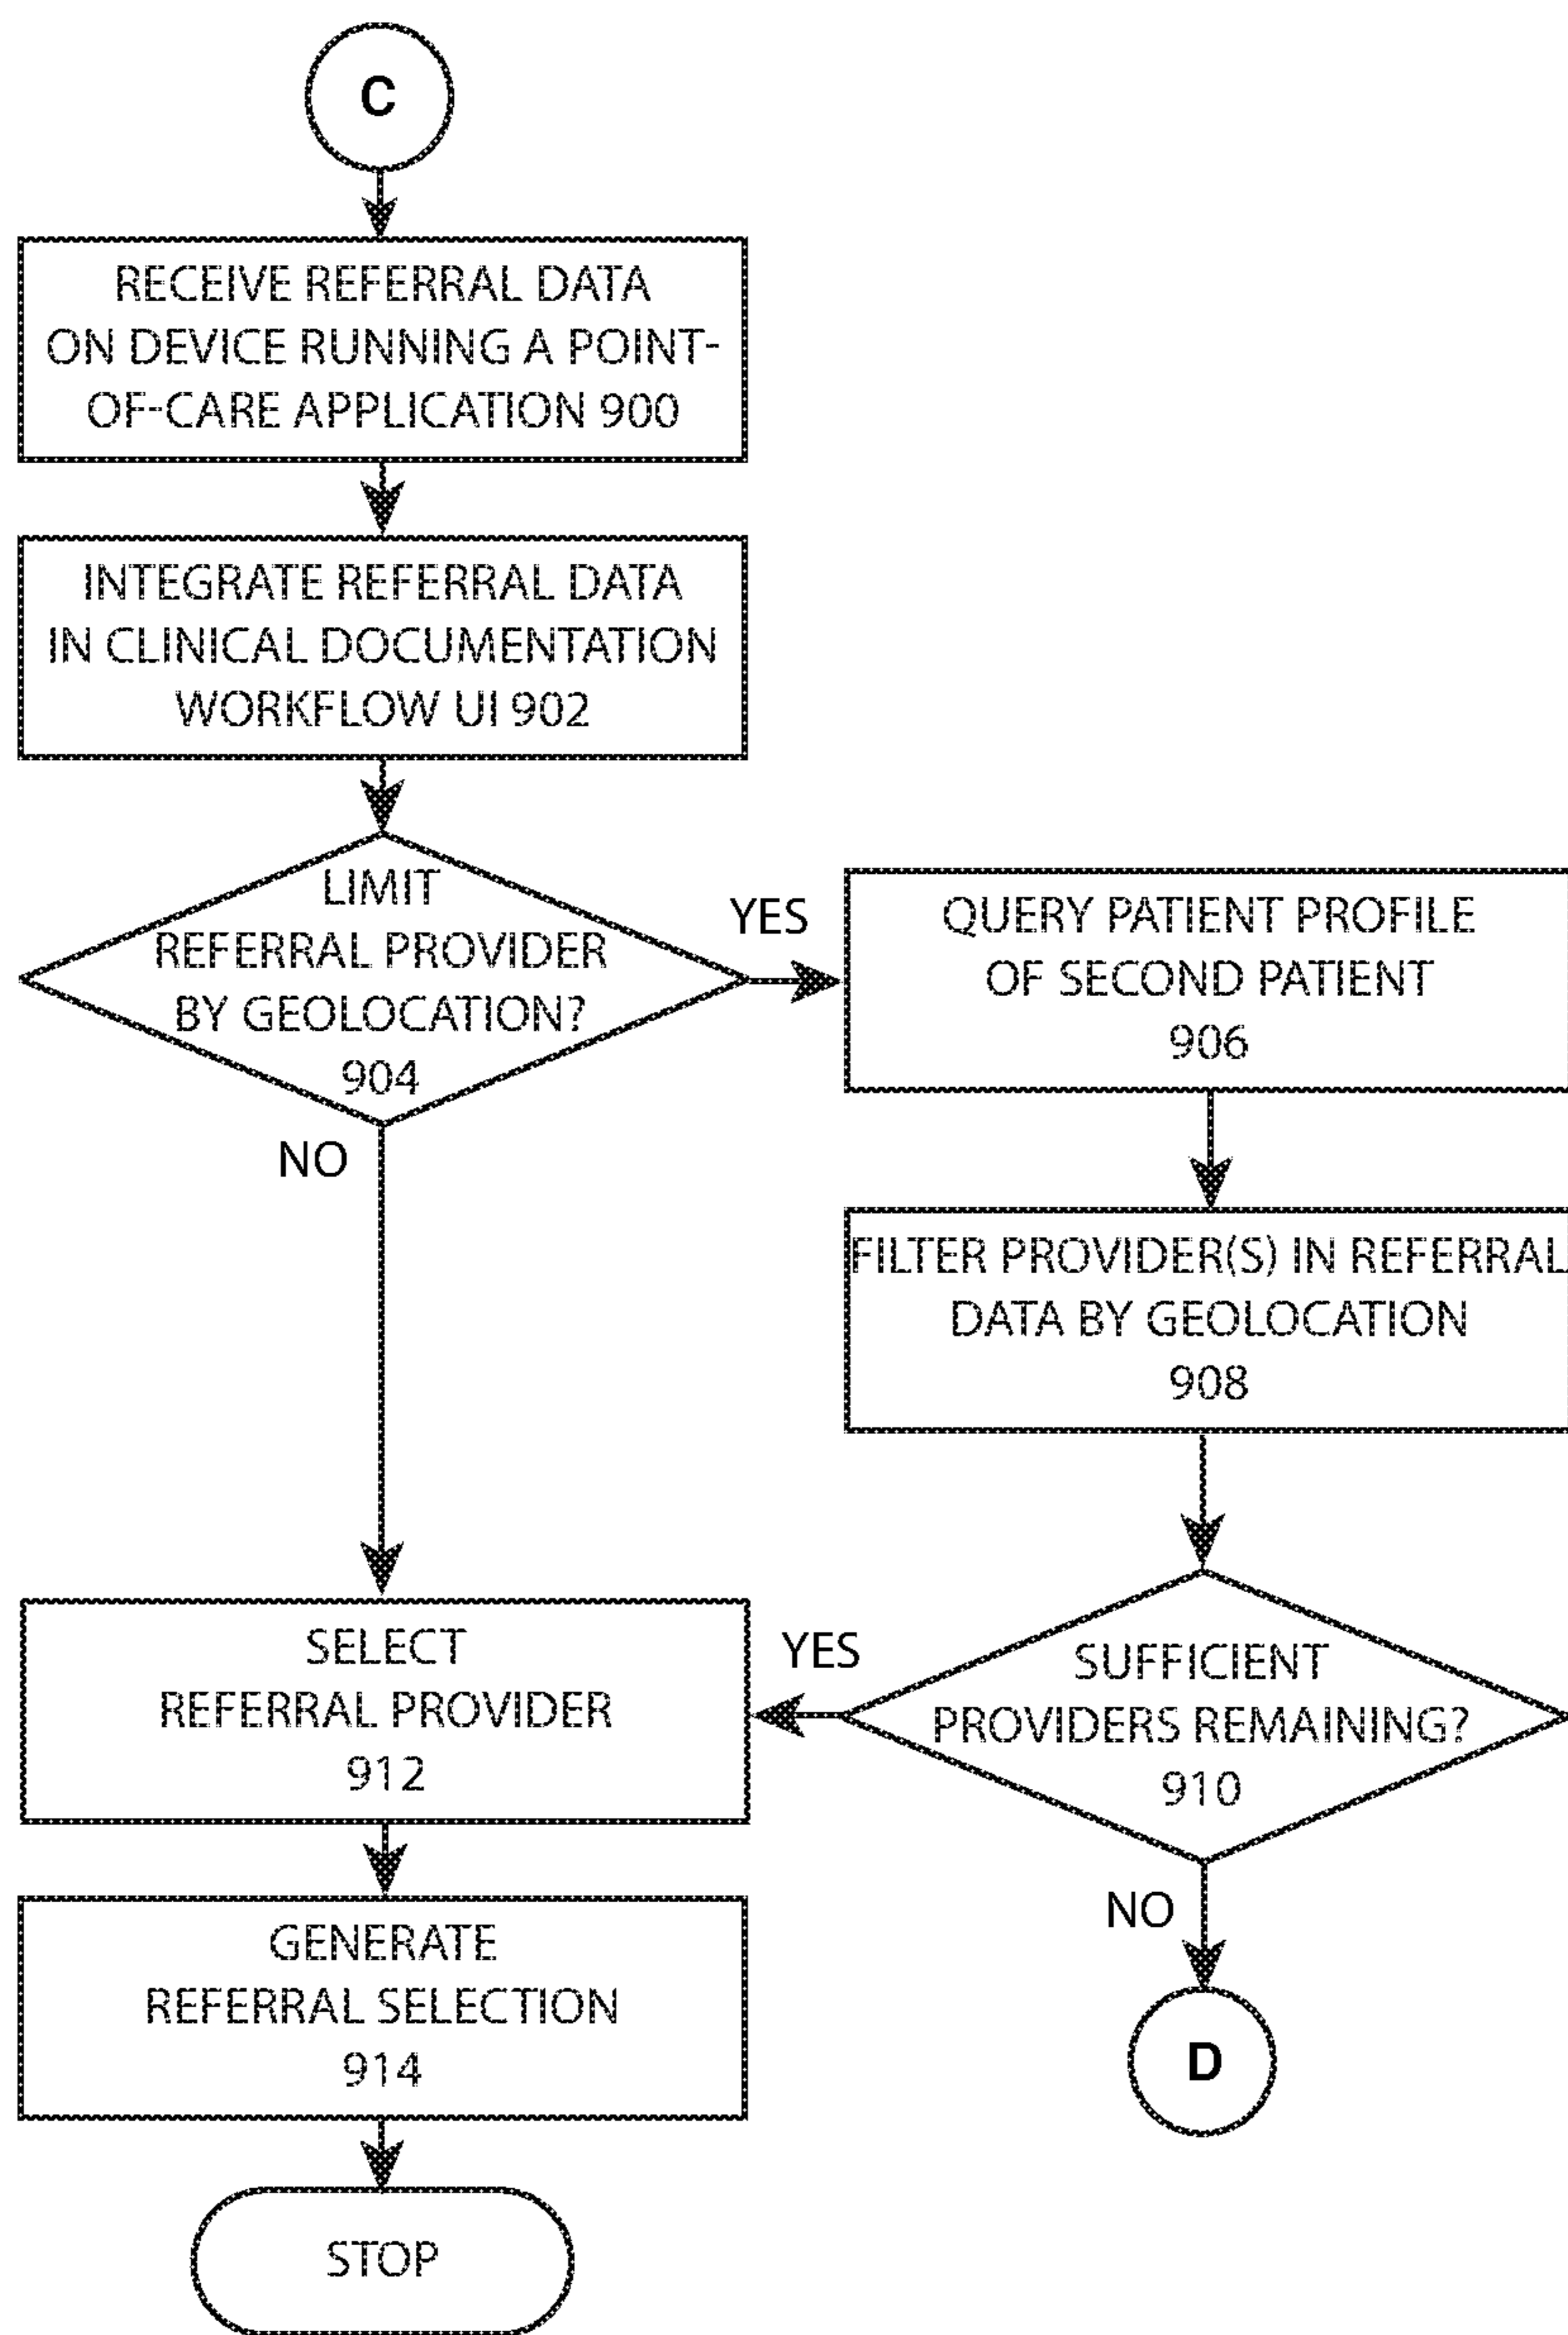 C
RECEIVE REFERRAL DATA
ON DEVICE RUNNING A POINT-
OF-CARE APPLICATION 900
INTEGRATE REFERRAL DATA
IN CLINICAL DOCUMENTATION
WORKFLOW UI 902
LIMIT
REFERRAL PROVIDER
BY GEOLOCATION?
904
YES
NO
QUERY PATIENT PROFILE
OF SECOND PATIENT
906
FILTER PROVIDER(S) IN REFERRAL
DATA BY GEOLOCATION
908
SUFFICIENT
PROVIDERS REMAINING?
910
YES
NO
D
SELECT
REFERRAL PROVIDER
912
GENERATE
REFERRAL SELECTION
914
STOP